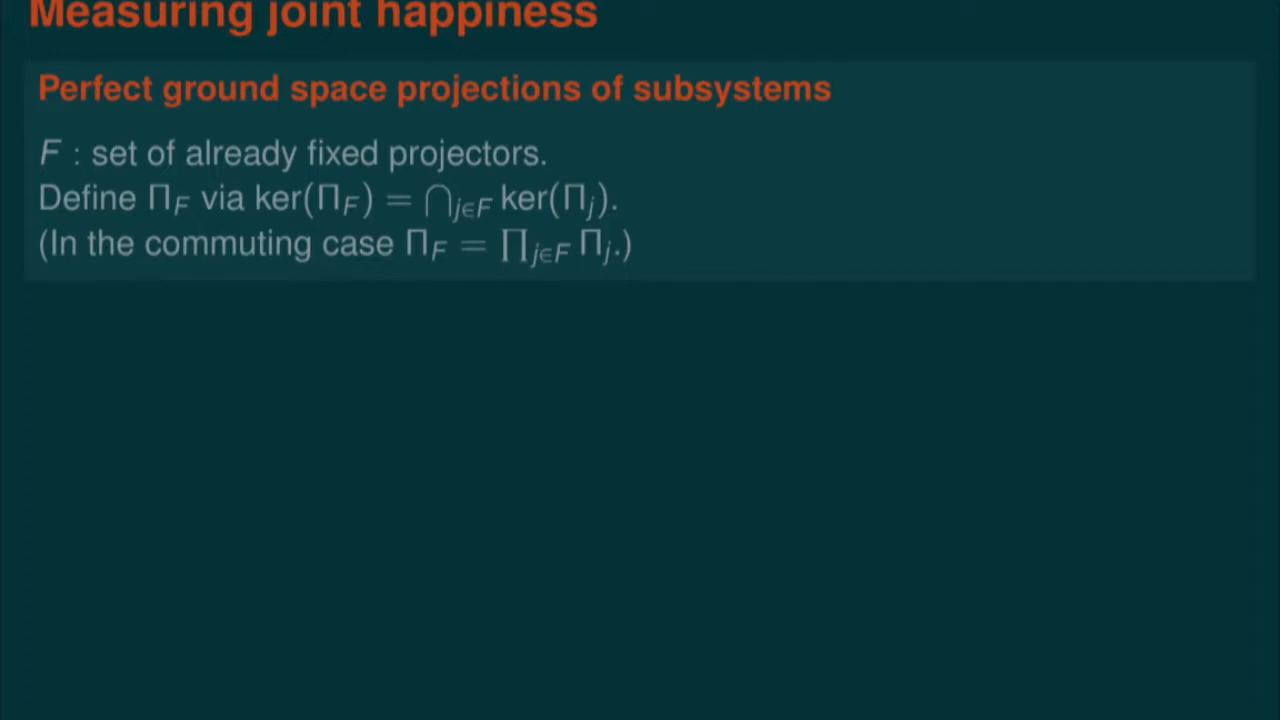 Measuring joint happiness
Perfect ground space projections of subsystems
F : set of already fixed projectors.
Define Π_F via ker(Π_F) = ⋂_{j∈F} ker(Π_j).
(In the commuting case Π_F = ∏_{j∈F} Π_j.)